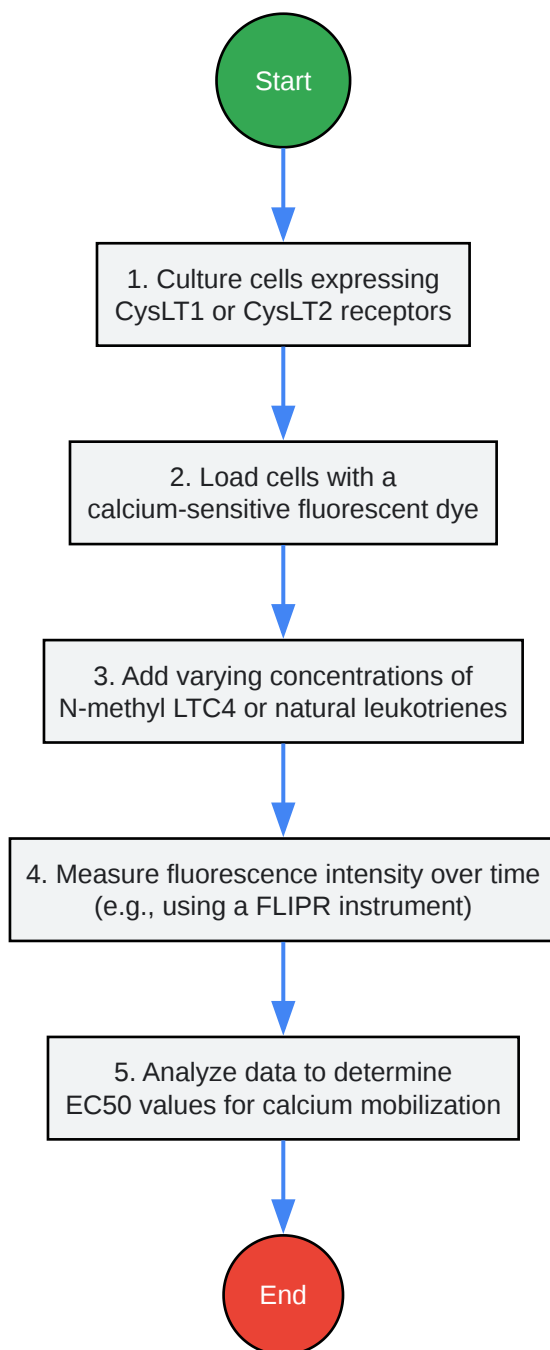 Start
1. Culture cells expressing
CysLT1 or CysLT2 receptors
2. Load cells with a
calcium-sensitive fluorescent dye
3. Add varying concentrations of
N-methyl LTC4 or natural leukotrienes
4. Measure fluorescence intensity over time
(e.g., using a FLIPR instrument)
5. Analyze data to determine
EC50 values for calcium mobilization
End